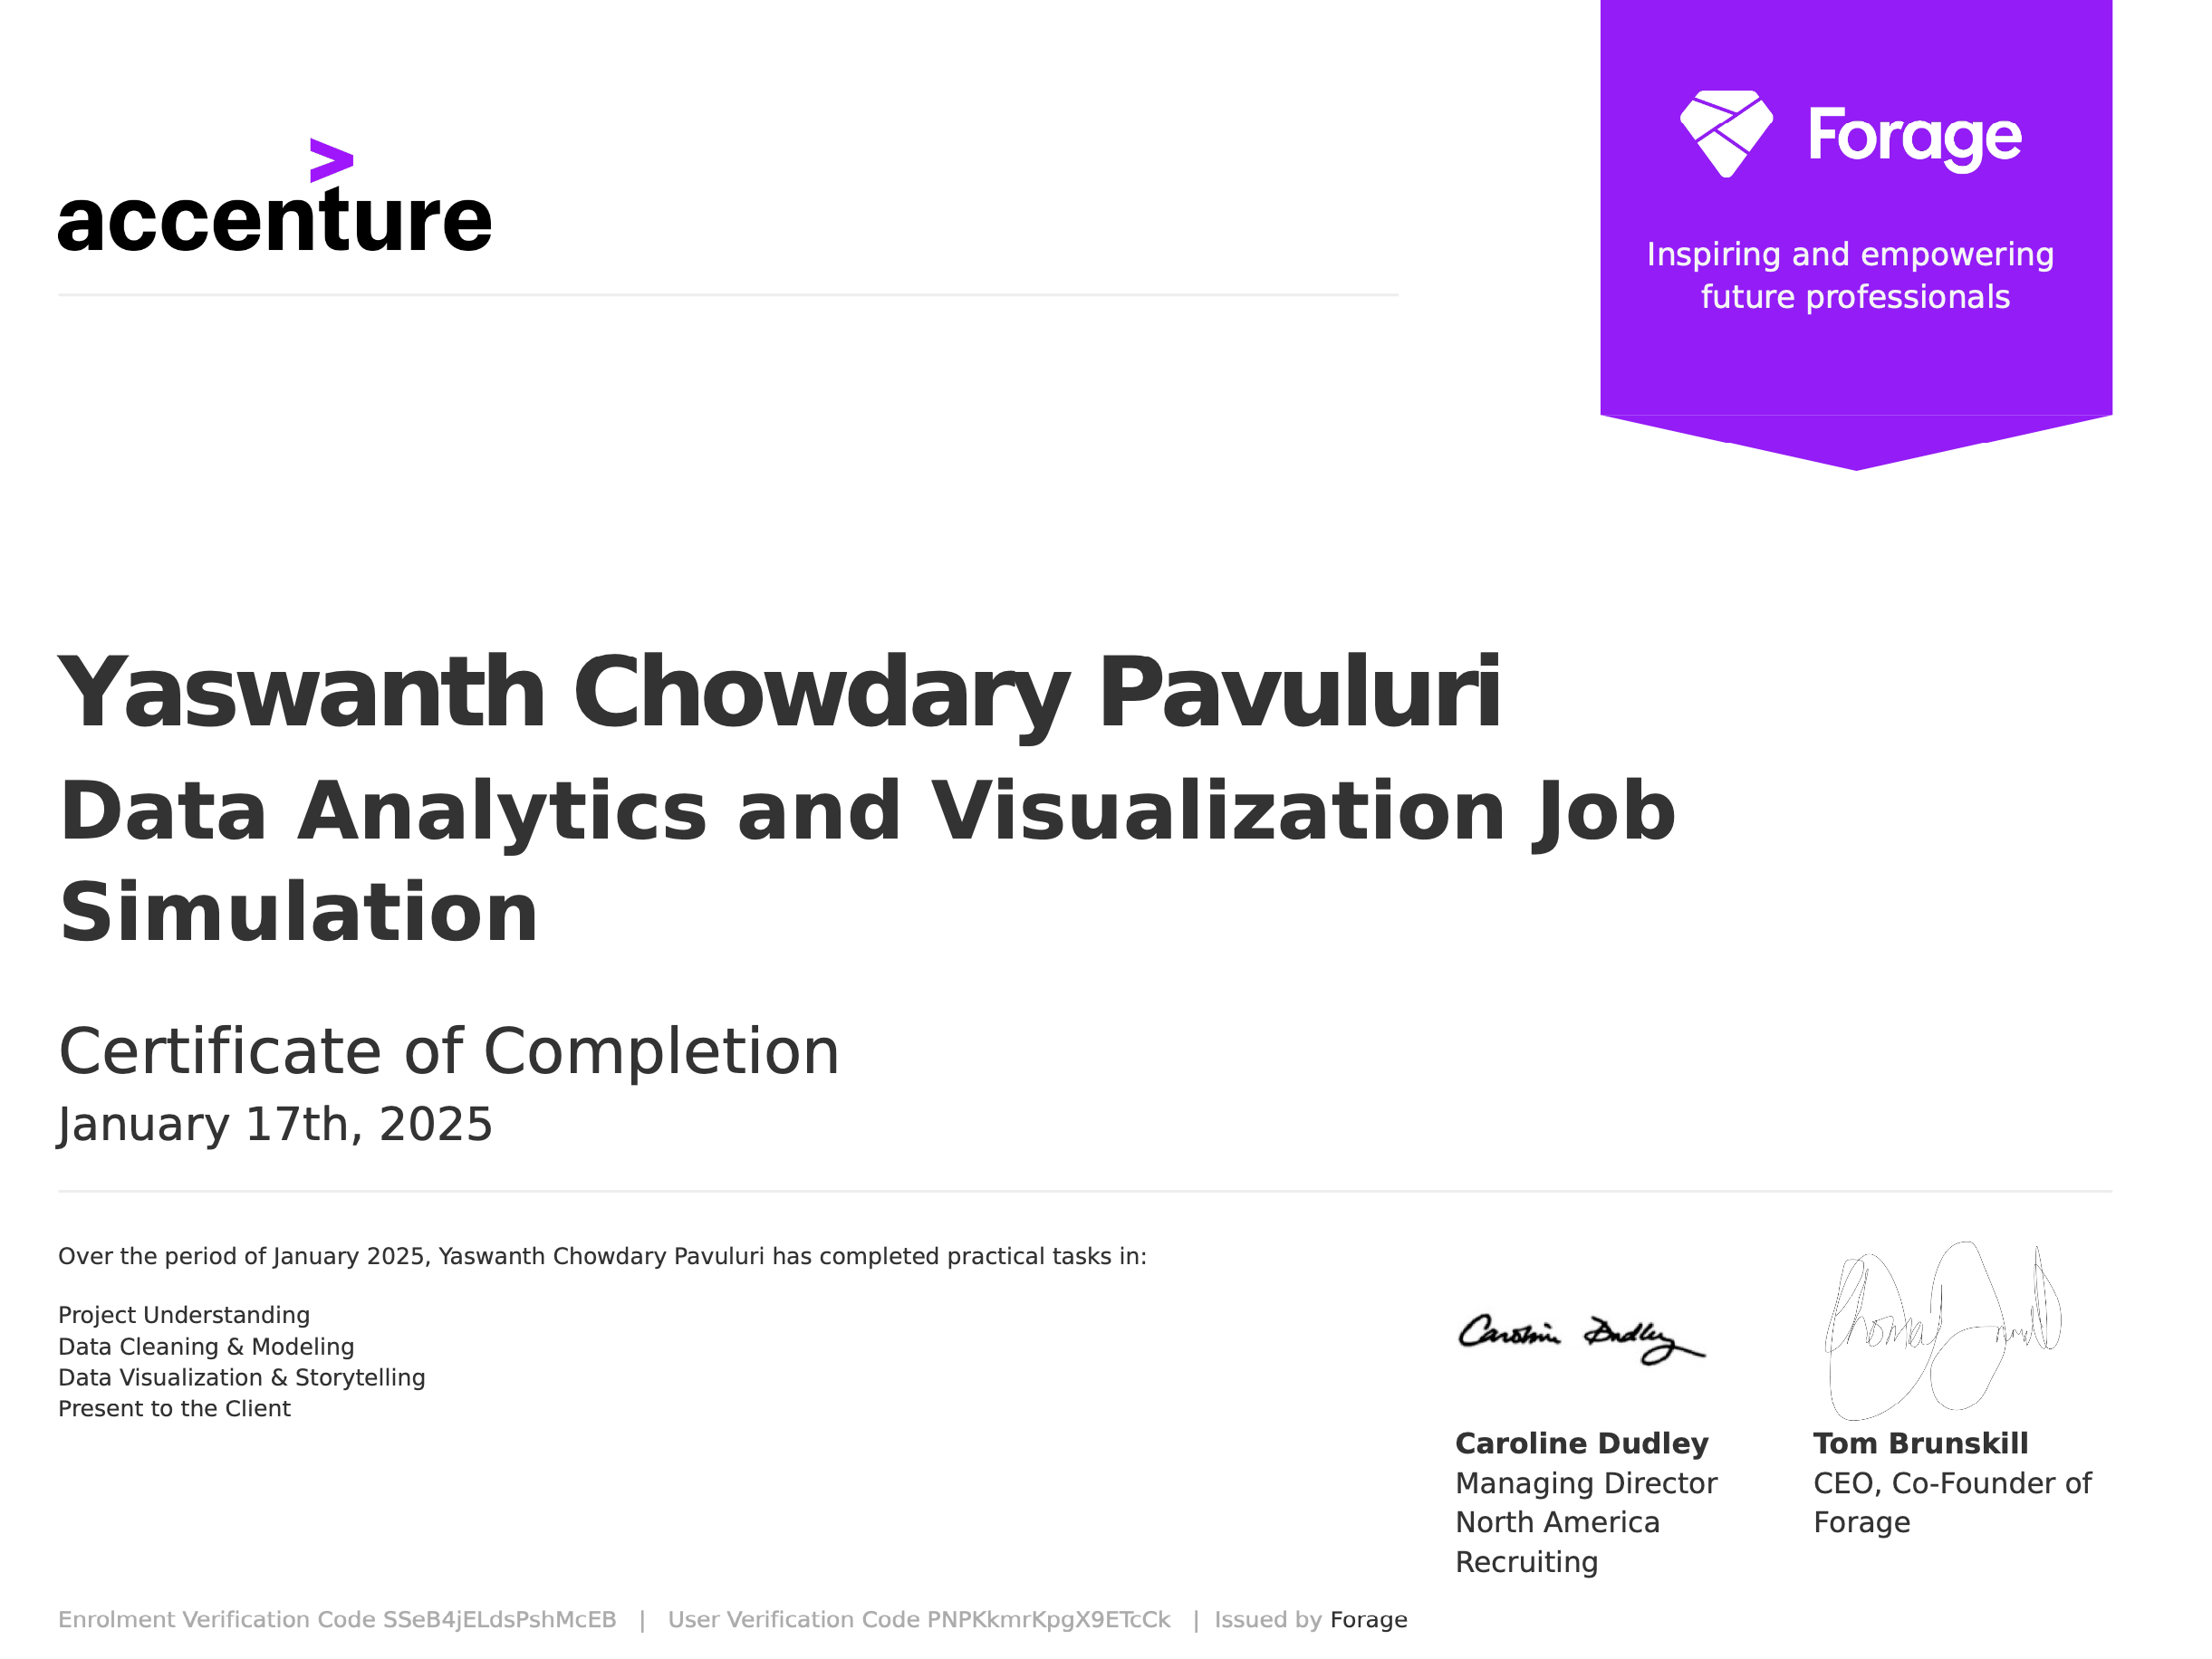 accenture
>
Forage
Inspiring and empowering
future professionals
Yaswanth Chowdary Pavuluri
Data Analytics and Visualization Job
Simulation
Certificate of Completion
January 17th, 2025
Over the period of January 2025, Yaswanth Chowdary Pavuluri has completed practical tasks in:
Project Understanding
Data Cleaning & Modeling
Data Visualization & Storytelling
Present to the Client
Caroline Dudley
Caroline Dudley
Managing Director
North America
Recruiting
Tom Brunskill
CEO, Co-Founder of
Forage
Enrolment Verification Code SSeB4jELdsPshMcEB | User Verification Code PNPKkmrKpgX9ETcCk | Issued by Forage